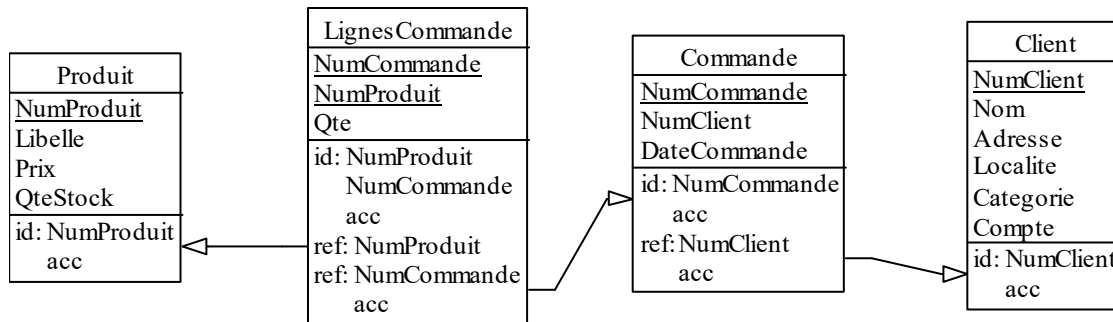 Produit
NumProduit
Libelle
Prix
QteStock
id: NumProduit
acc
LignesCommande
NumCommande
NumProduit
Qte
id: NumProduit
NumCommande
acc
ref: NumProduit
ref: NumCommande
acc
Commande
NumCommande
NumClient
DateCommande
id: NumCommande
acc
ref: NumClient
acc
Client
NumClient
Nom
Adresse
Localite
Categorie
Compte
id: NumClient
acc